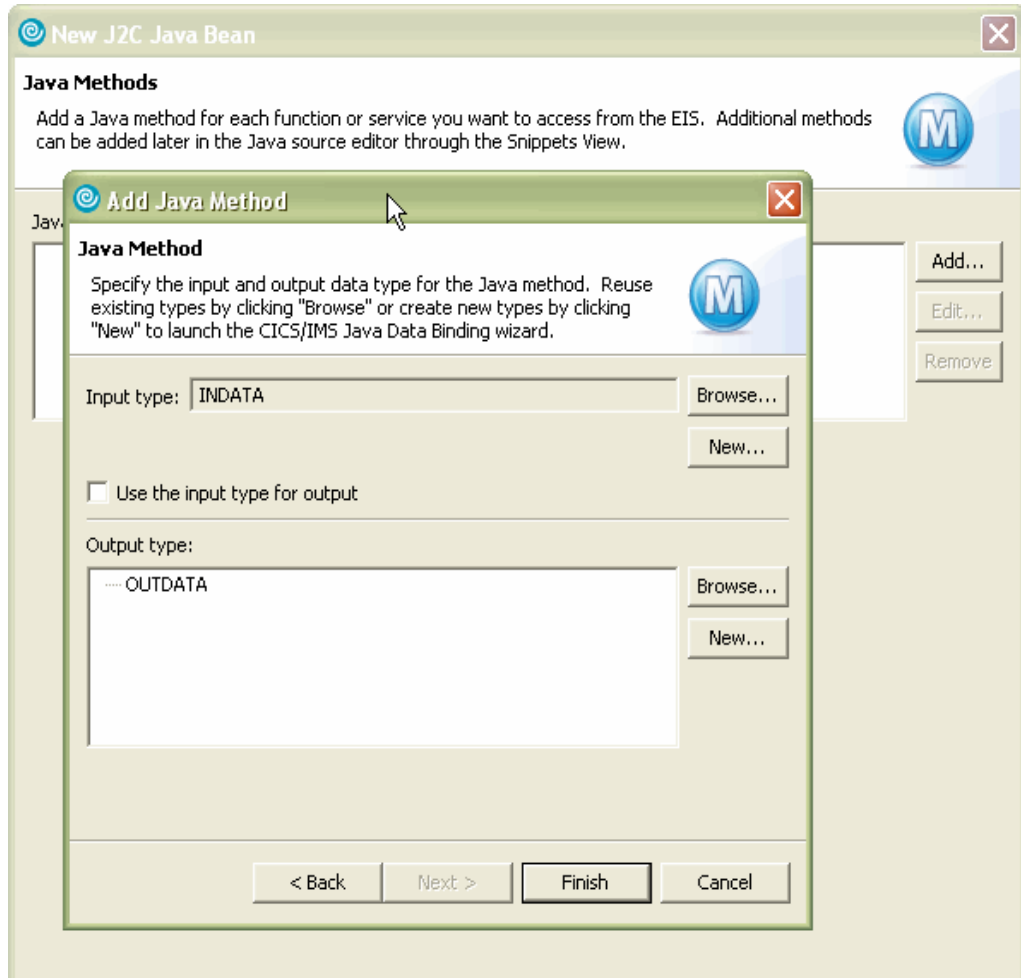 New J2C Java Bean
Java Methods
Add a Java method for each function or service you want to access from the EIS. Additional methods
can be added later in the Java source editor through the Snippets View.
M
Java
Add...
Edit...
Remove
Add Java Method
Java Method
Specify the input and output data type for the Java method. Reuse
existing types by clicking "Browse" or create new types by clicking
"New" to launch the CICS/IMS Java Data Binding wizard.
M
Input type: INDATA
Browse...
New...
Use the input type for output
Output type:
OUTDATA
Browse...
New...
< Back
Next >
Finish
Cancel